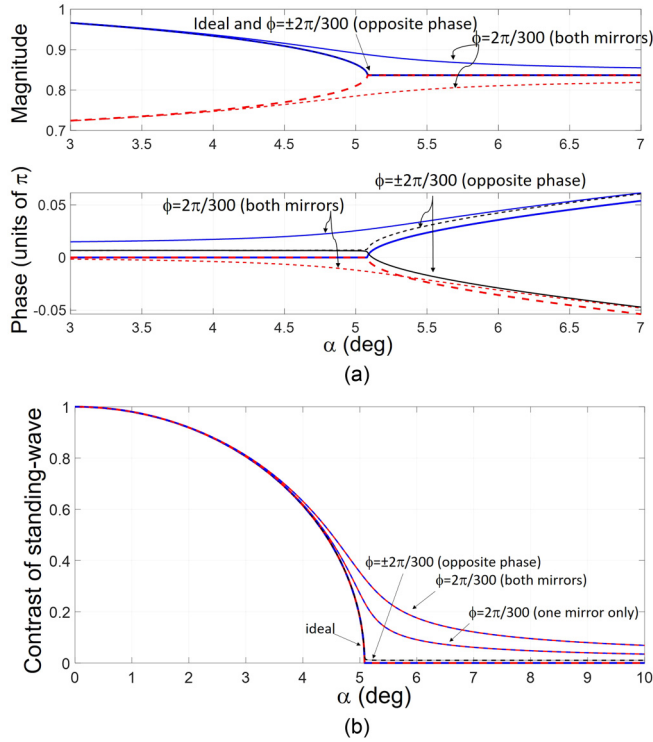 Ideal and ϕ=±2π/300 (opposite phase)
ϕ=2π/300 (both mirrors)
Magnitude
1
0.9
0.8
0.7
3 3.5 4 4.5 5 5.5 6 6.5 7
ϕ=±2π/300 (opposite phase)
ϕ=2π/300 (both mirrors)
Phase (units of π)
0.05
0
-0.05
3 3.5 4 4.5 5 5.5 6 6.5 7
α (deg)
(a)
Contrast of standing-wave
1
0.8
0.6
0.4
0.2
0
ϕ=±2π/300 (opposite phase)
ϕ=2π/300 (both mirrors)
ϕ=2π/300 (one mirror only)
ideal
0 1 2 3 4 5 6 7 8 9 10
α (deg)
(b)